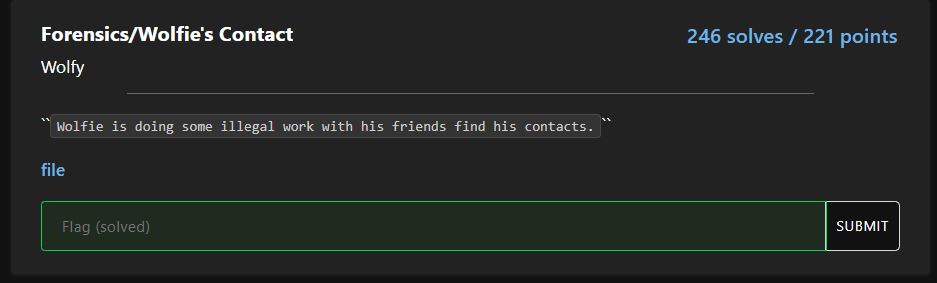 Forensics/Wolfie's Contact
246 solves / 221 points
Wolfy
``Wolfie is doing some illegal work with his friends find his contacts.``
file
Flag (solved)
SUBMIT